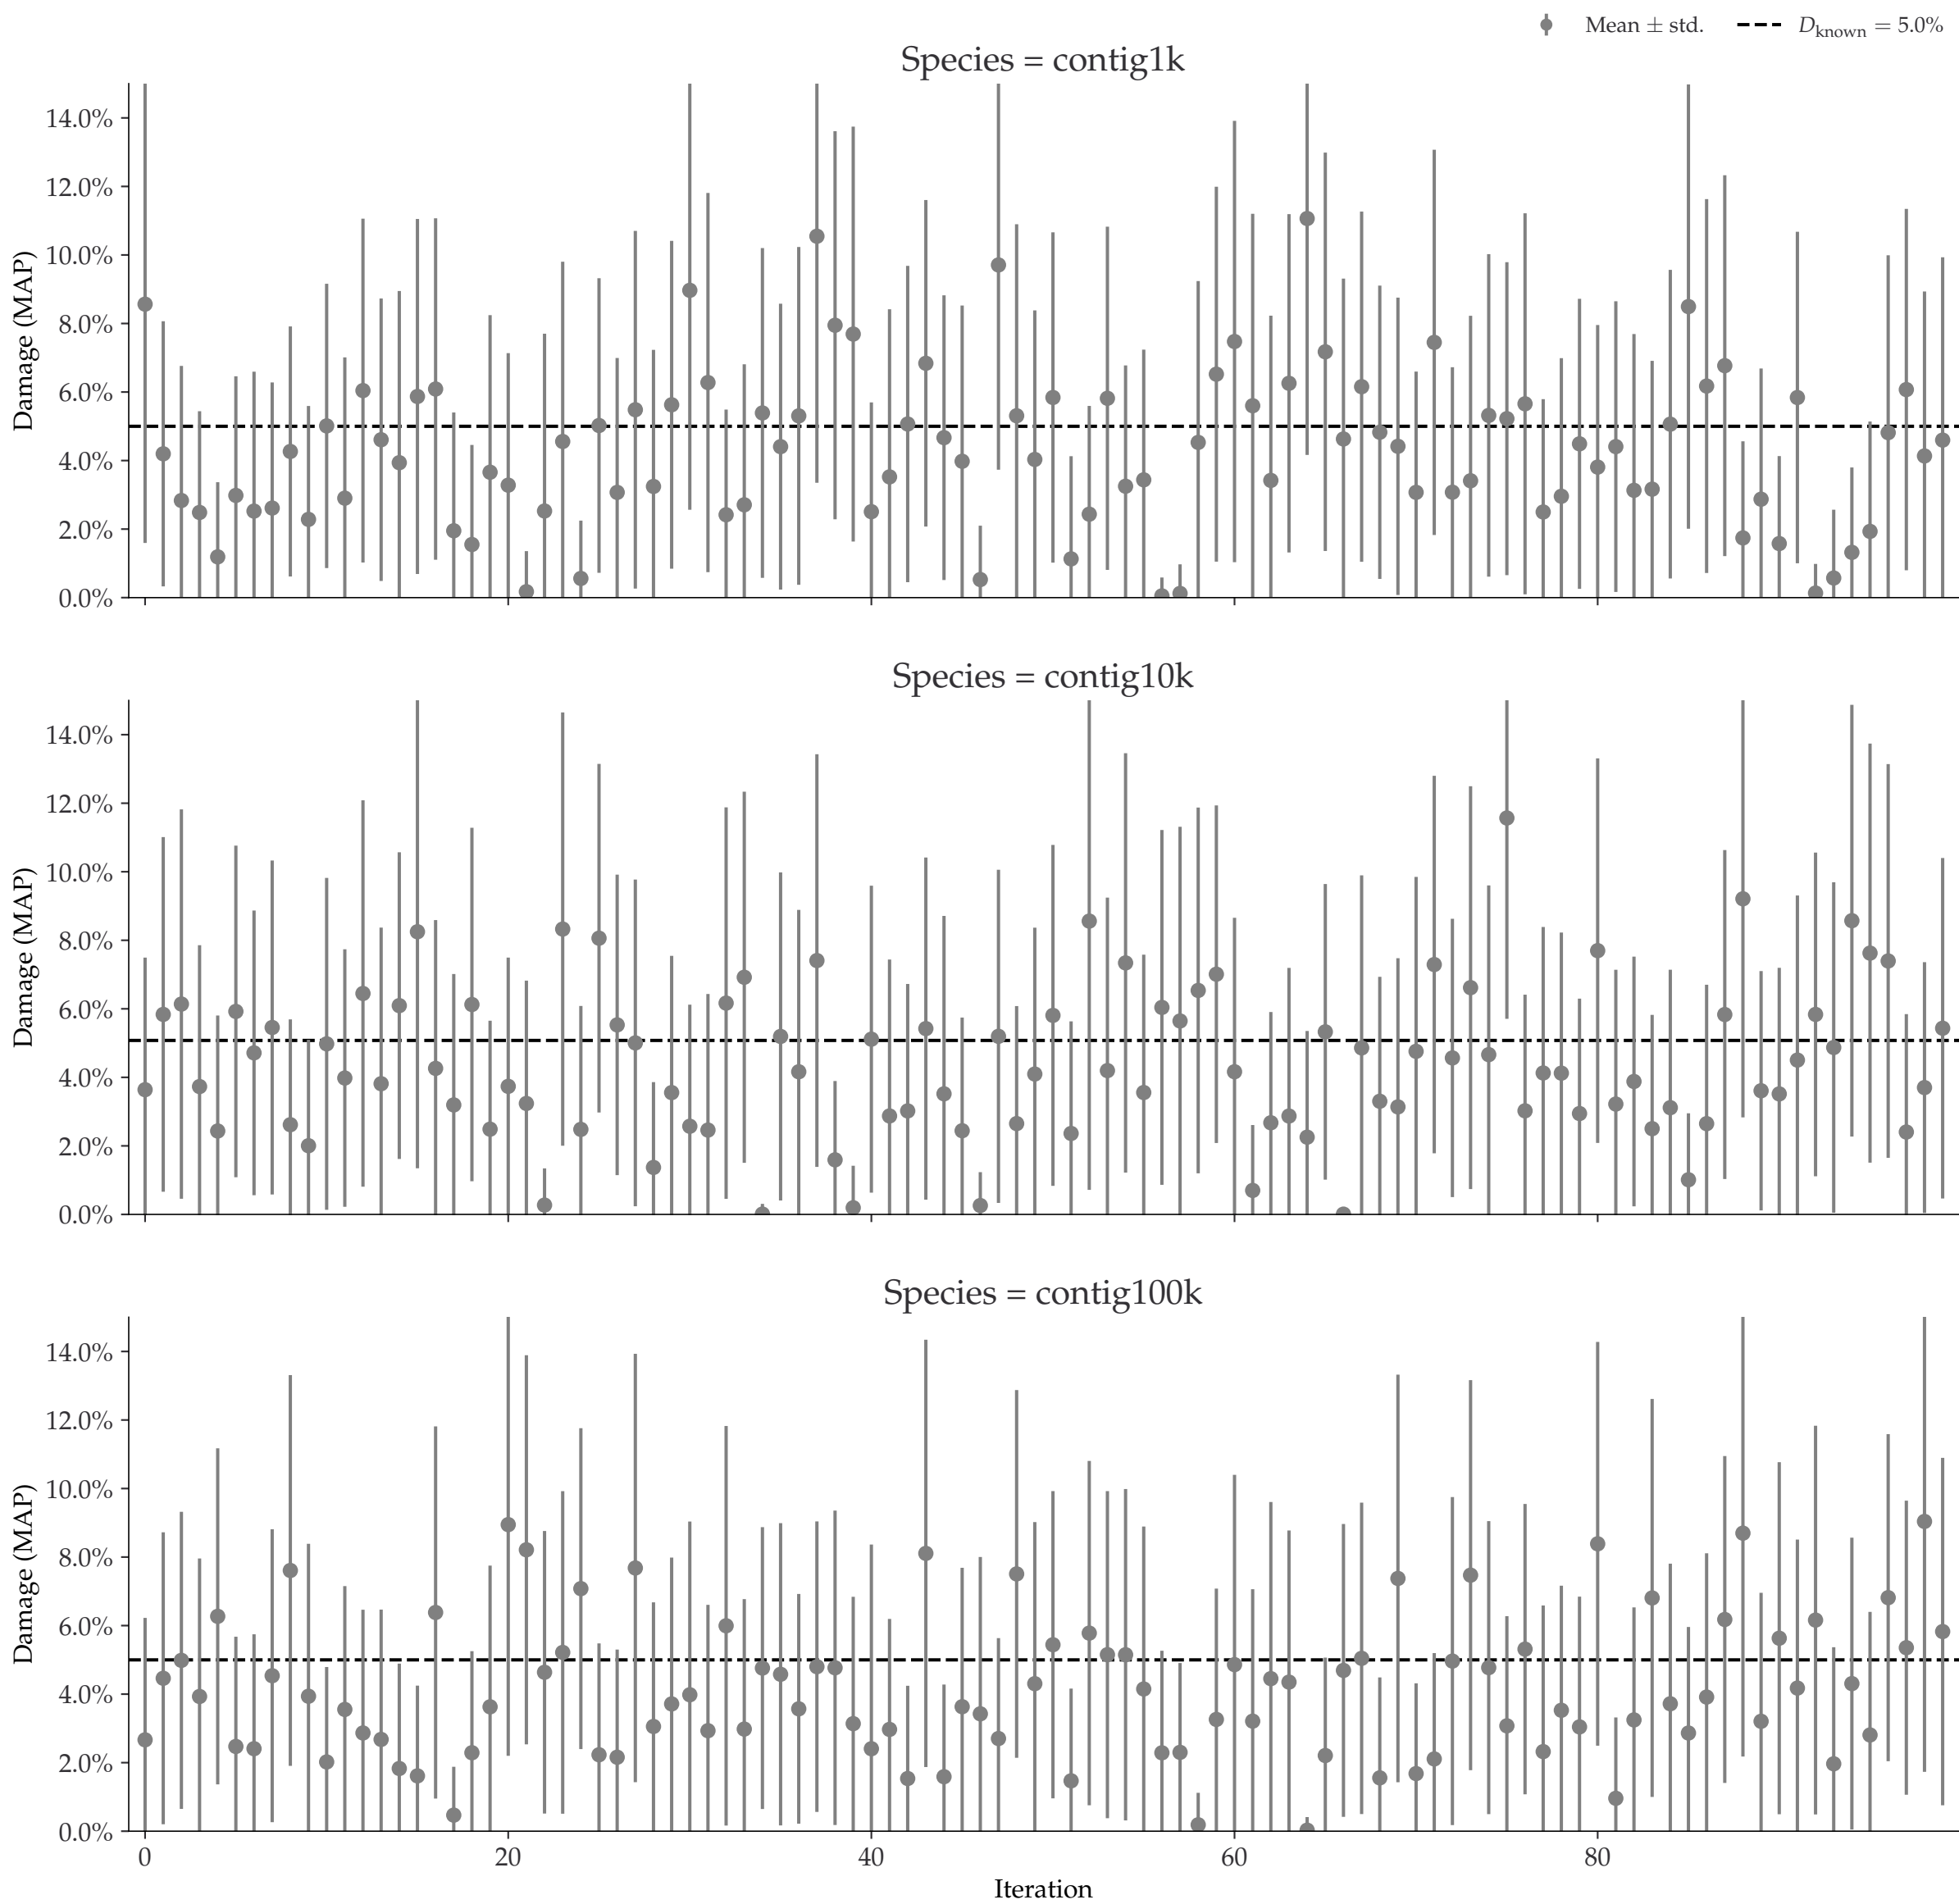 Mean ± std.
D_known = 5.0%
Species = contig1k
14.0%
12.0%
10.0%
8.0%
6.0%
4.0%
2.0%
0.0%
Damage (MAP)
Species = contig10k
14.0%
12.0%
10.0%
8.0%
6.0%
4.0%
2.0%
0.0%
Damage (MAP)
Species = contig100k
14.0%
12.0%
10.0%
8.0%
6.0%
4.0%
2.0%
0.0%
Damage (MAP)
0 20 40 60 80
Iteration